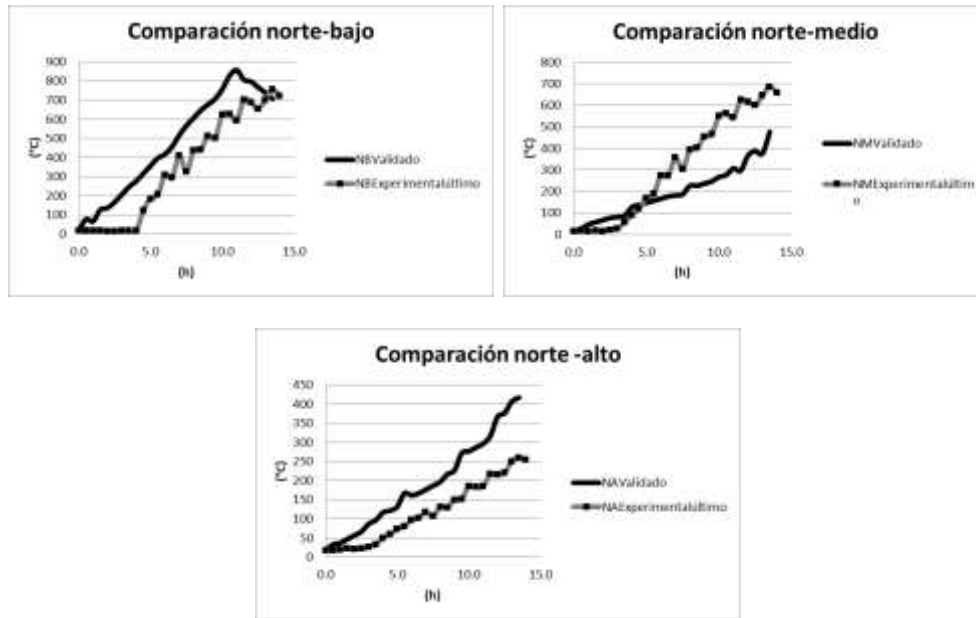 Comparación norte-bajo
900
800
700
600
500
400
300
200
100
0
(°C)
0.0 5.0 10.0 15.0
(h)
NBValidado
NBExperimentalúltimo
Comparación norte-medio
800
700
600
500
400
300
200
100
0
(°C)
0.0 5.0 10.0 15.0
(h)
NMValidado
NMExperimentalúltim
o
Comparación norte -alto
450
400
350
300
250
200
150
100
50
0
(°C)
0.0 5.0 10.0 15.0
(h)
NAValidado
NAExperimentalúltimo